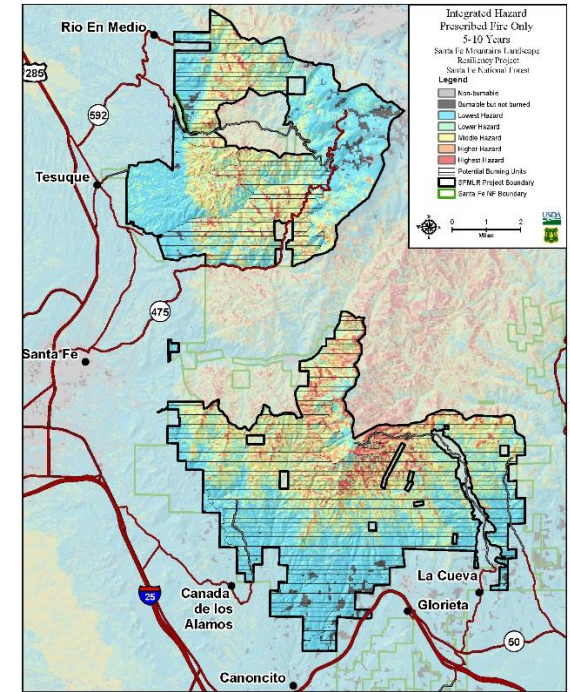 Integrated Hazard
Prescribed Fire Only
5-10 Years
Santa Fe Mountains Landscape
Resiliency Project
Santa Fe National Forest
Legend
Non-burnable
Burnable but not burned
Lowest Hazard
Lower Hazard
Middle Hazard
Higher Hazard
Highest Hazard
Potential Burning Units
SFMLR Project Boundary
Santa Fe NF Boundary
0 1 2
Miles
USDA
Rio En Medio
285
592
Tesuque
475
Santa Fe
25
Canada
de los
Alamos
La Cueva
Glorieta
50
Canoncito